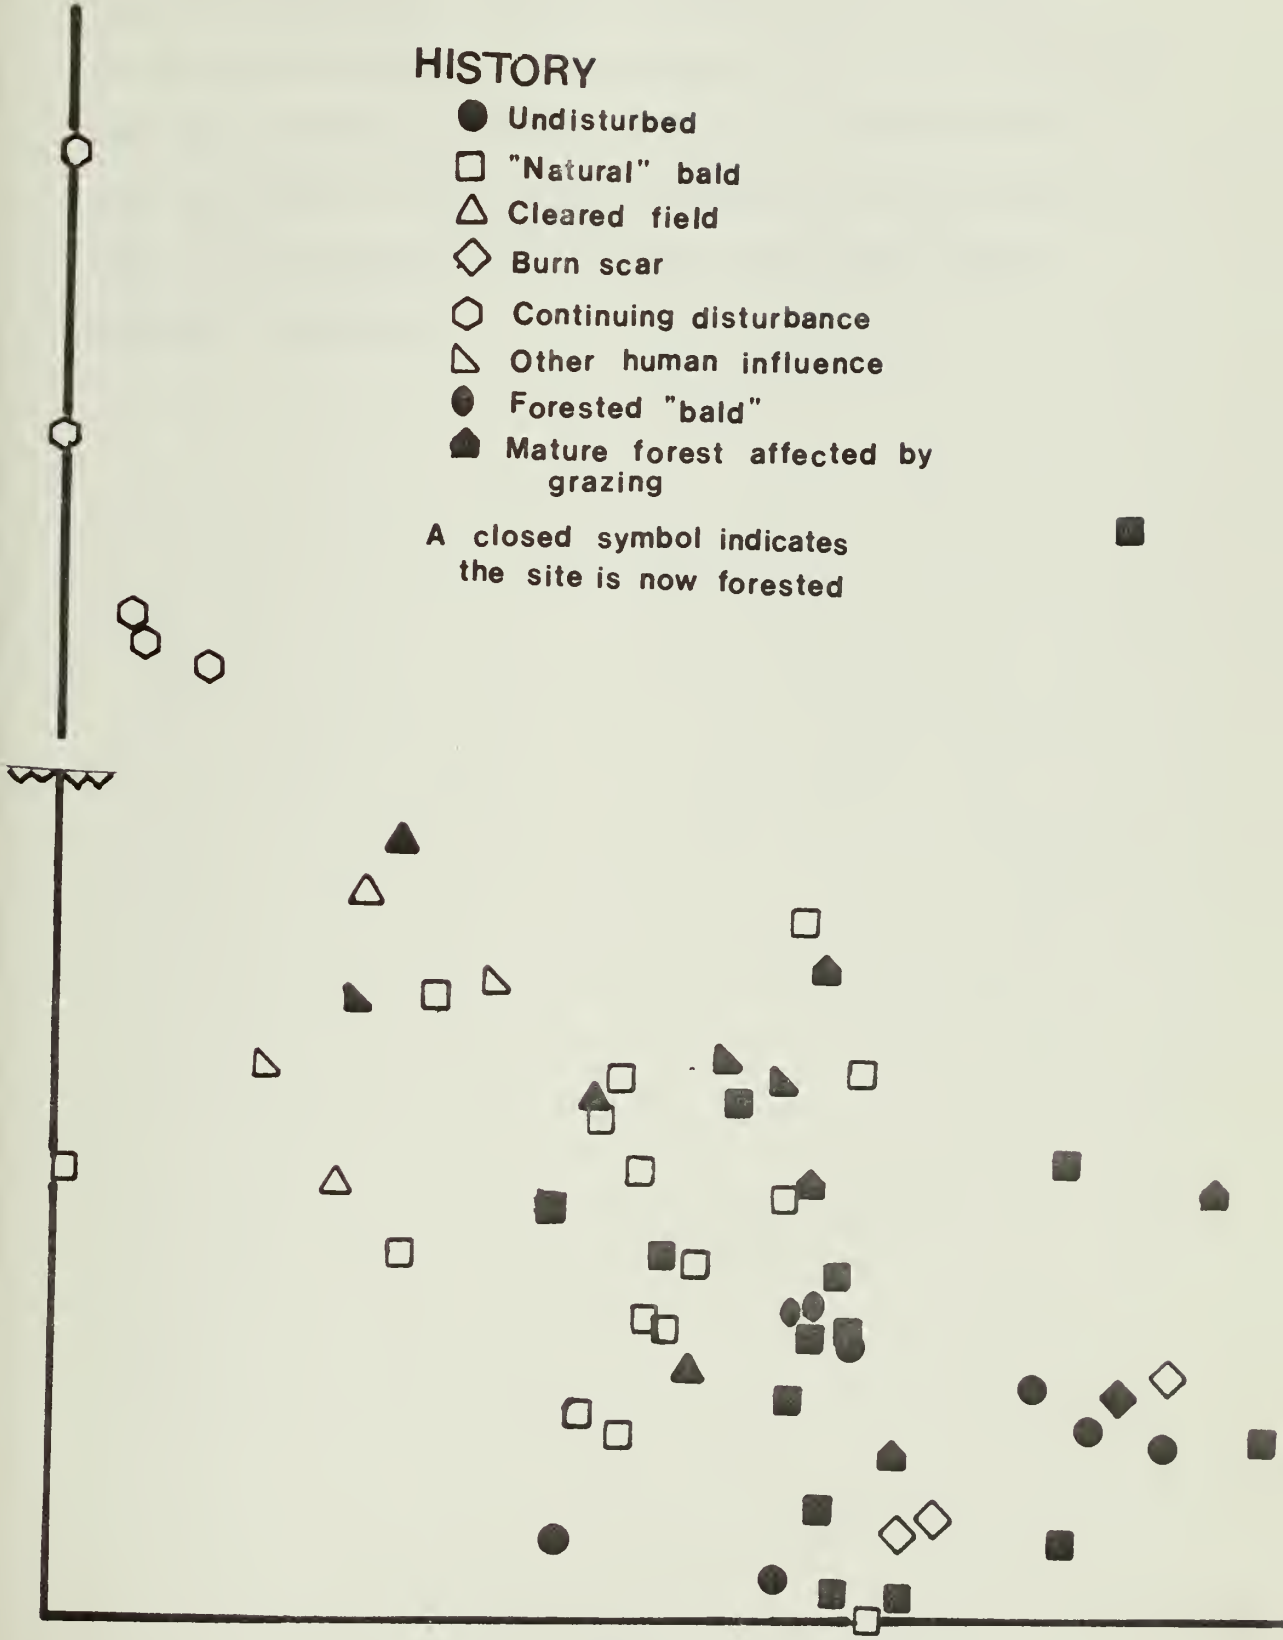 HISTORY
Undisturbed
"Natural" bald
Cleared field
Burn scar
Continuing disturbance
Other human influence
Forested "bald"
Mature forest affected by
grazing
A closed symbol indicates
the site is now forested